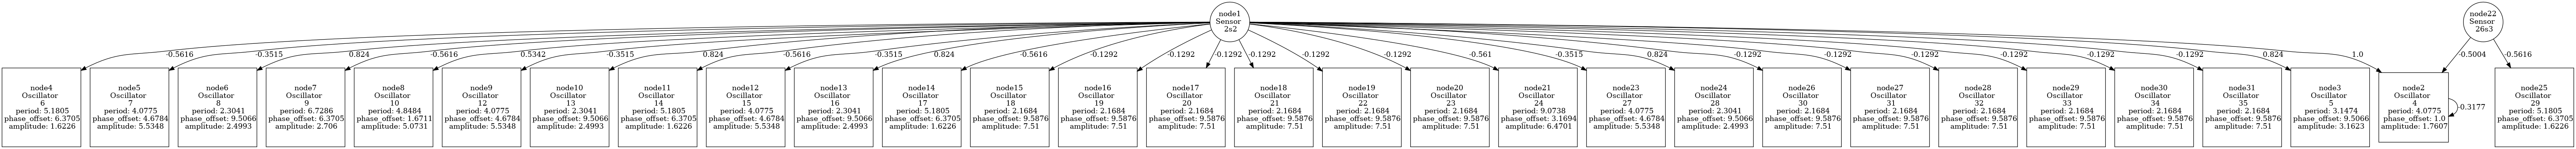 node1
Sensor
2s2
node22
Sensor
26s3
-0.5616
-0.3515
0.824
-0.5616
0.5342
-0.3515
0.824
-0.5616
-0.3515
0.824
-0.5616
-0.1292
-0.1292
-0.1292
-0.1292
-0.1292
-0.1292
-0.561
-0.3515
0.824
-0.1292
-0.1292
-0.1292
-0.1292
-0.1292
-0.1292
0.824
1.0
-0.5004
-0.5616
node4
Oscillator
6
period: 5.1805
phase_offset: 6.3705
amplitude: 1.6226
node5
Oscillator
7
period: 4.0775
phase_offset: 4.6784
amplitude: 5.5348
node6
Oscillator
8
period: 2.3041
phase_offset: 9.5066
amplitude: 2.4993
node7
Oscillator
9
period: 6.7286
phase_offset: 6.3705
amplitude: 2.706
node8
Oscillator
10
period: 4.8484
phase_offset: 1.6711
amplitude: 5.0731
node9
Oscillator
12
period: 4.0775
phase_offset: 4.6784
amplitude: 5.5348
node10
Oscillator
13
period: 2.3041
phase_offset: 9.5066
amplitude: 2.4993
node11
Oscillator
14
period: 5.1805
phase_offset: 6.3705
amplitude: 1.6226
node12
Oscillator
15
period: 4.0775
phase_offset: 4.6784
amplitude: 5.5348
node13
Oscillator
16
period: 2.3041
phase_offset: 9.5066
amplitude: 2.4993
node14
Oscillator
17
period: 5.1805
phase_offset: 6.3705
amplitude: 1.6226
node15
Oscillator
18
period: 2.1684
phase_offset: 9.5876
amplitude: 7.51
node16
Oscillator
19
period: 2.1684
phase_offset: 9.5876
amplitude: 7.51
node17
Oscillator
20
period: 2.1684
phase_offset: 9.5876
amplitude: 7.51
node18
Oscillator
21
period: 2.1684
phase_offset: 9.5876
amplitude: 7.51
node19
Oscillator
22
period: 2.1684
phase_offset: 9.5876
amplitude: 7.51
node20
Oscillator
23
period: 2.1684
phase_offset: 9.5876
amplitude: 7.51
node21
Oscillator
24
period: 9.0738
phase_offset: 3.1694
amplitude: 6.4701
node23
Oscillator
27
period: 4.0775
phase_offset: 4.6784
amplitude: 5.5348
node24
Oscillator
28
period: 2.3041
phase_offset: 9.5066
amplitude: 2.4993
node26
Oscillator
30
period: 2.1684
phase_offset: 9.5876
amplitude: 7.51
node27
Oscillator
31
period: 2.1684
phase_offset: 9.5876
amplitude: 7.51
node28
Oscillator
32
period: 2.1684
phase_offset: 9.5876
amplitude: 7.51
node29
Oscillator
33
period: 2.1684
phase_offset: 9.5876
amplitude: 7.51
node30
Oscillator
34
period: 2.1684
phase_offset: 9.5876
amplitude: 7.51
node31
Oscillator
35
period: 2.1684
phase_offset: 9.5876
amplitude: 7.51
node3
Oscillator
5
period: 3.1474
phase_offset: 9.5066
amplitude: 3.1623
node2
Oscillator
4
period: 4.0775
phase_offset: 1.0
amplitude: 1.7607
-0.3177
node25
Oscillator
29
period: 5.1805
phase_offset: 6.3705
amplitude: 1.6226